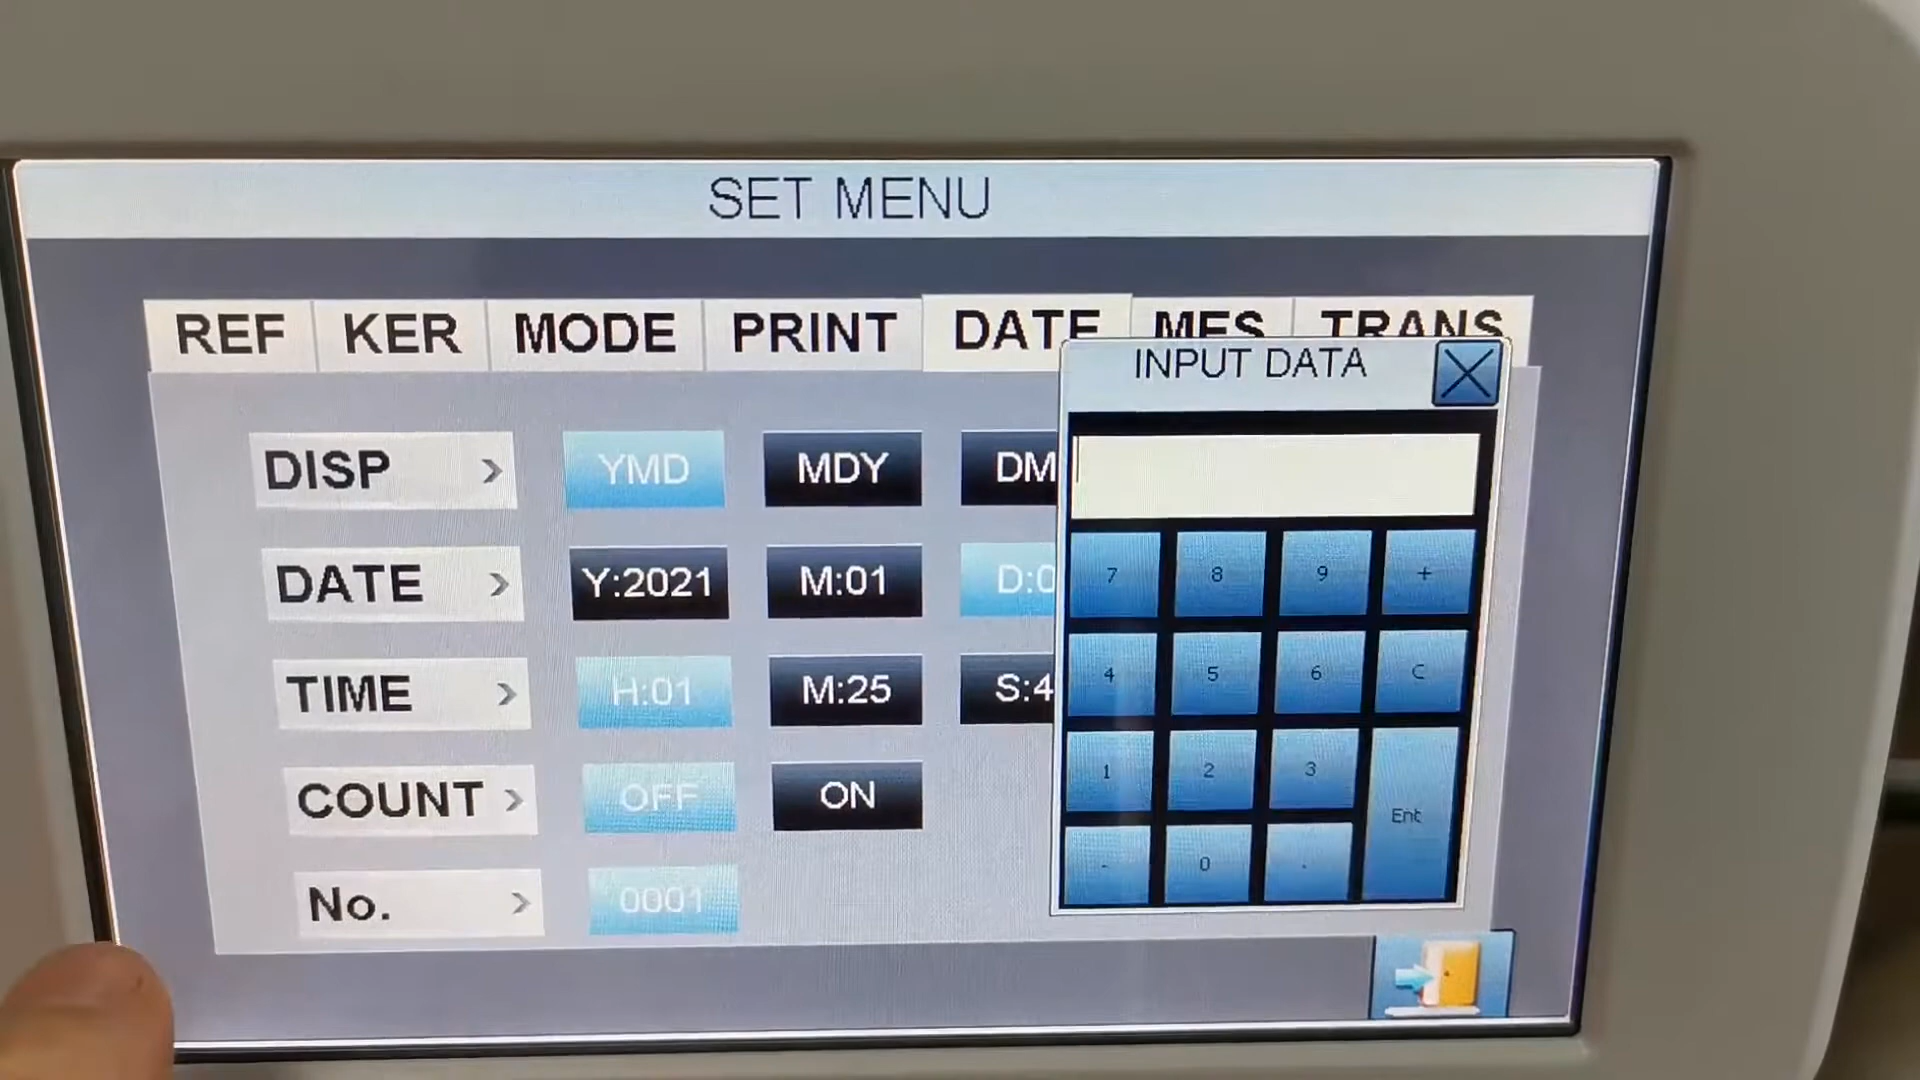 SET MENU
REF KER MODE PRINT DATE MES TRANS
INPUT DATA
DISP > YMD MDY DM
DATE > Y:2021 M:01 D:0
TIME > H:01 M:25 S:4
COUNT > OFF ON
No. > 0001
7 8 9 +
4 5 6 C
1 2 3
Ent
- 0 .